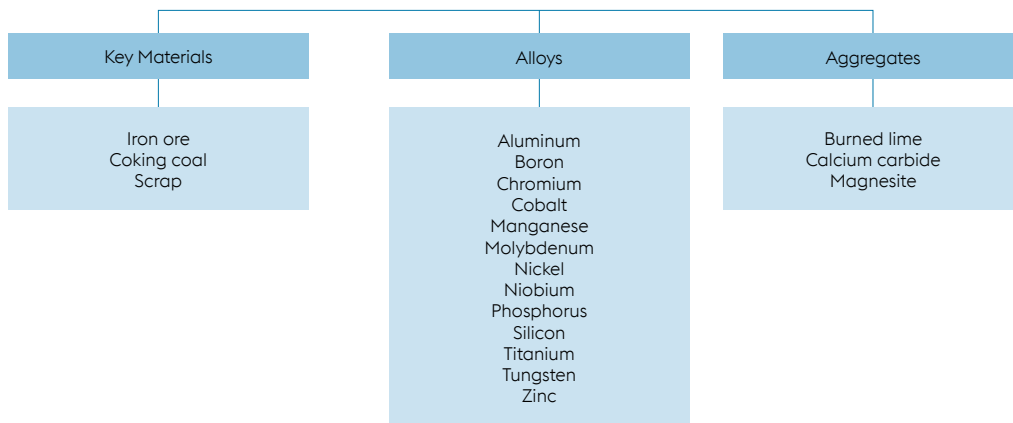 Key Materials
Iron ore
Coking coal
Scrap
Alloys
Aluminum
Boron
Chromium
Cobalt
Manganese
Molybdenum
Nickel
Niobium
Phosphorus
Silicon
Titanium
Tungsten
Zinc
Aggregates
Burned lime
Calcium carbide
Magnesite